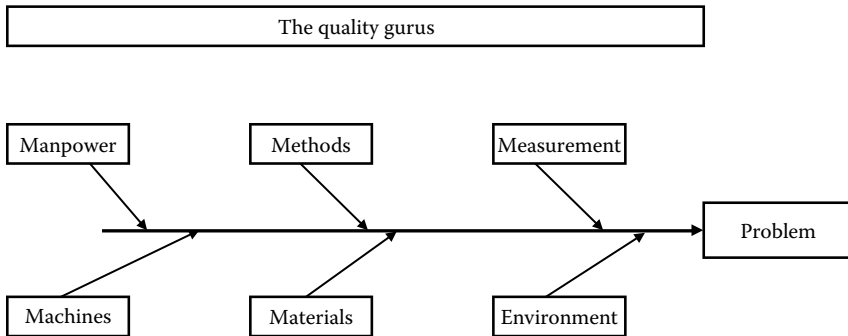 The quality gurus
Manpower
Methods
Measurement
Problem
Machines
Materials
Environment